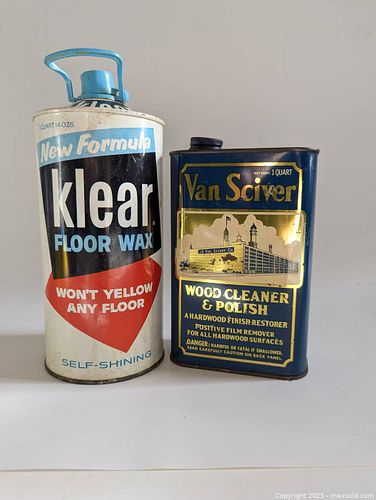 1 QUART 14 OZS.
New Formula
klear
FLOOR WAX
WON'T YELLOW
ANY FLOOR
SELF-SHINING
1 QUART
Van Sciver
WOOD CLEANER
& POLISH
A HARDWOOD FINISH-RESTORER
POSITIVE FILM REMOVER
FOR ALL HARDWOOD SURFACES
DANGER: HARMFUL OR FATAL IF SWALLOWED.
READ CAREFULLY CAUTION ON BACK PANEL.
Copyright 2025 - maxsold.com